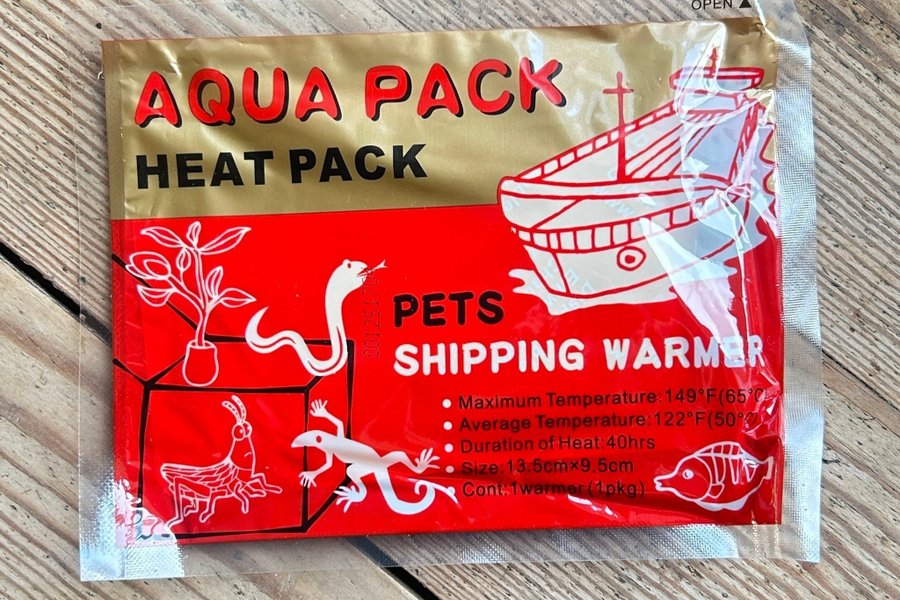 OPEN ▲
AQUA PACK
HEAT PACK
PETS
SHIPPING WARMER
• Maximum Temperature:149°F(65°C)
• Average Temperature:122°F(50°C)
• Duration of Heat:40hrs
• Size:13.5cm×9.5cm
• Cont:1warmer(1pkg)